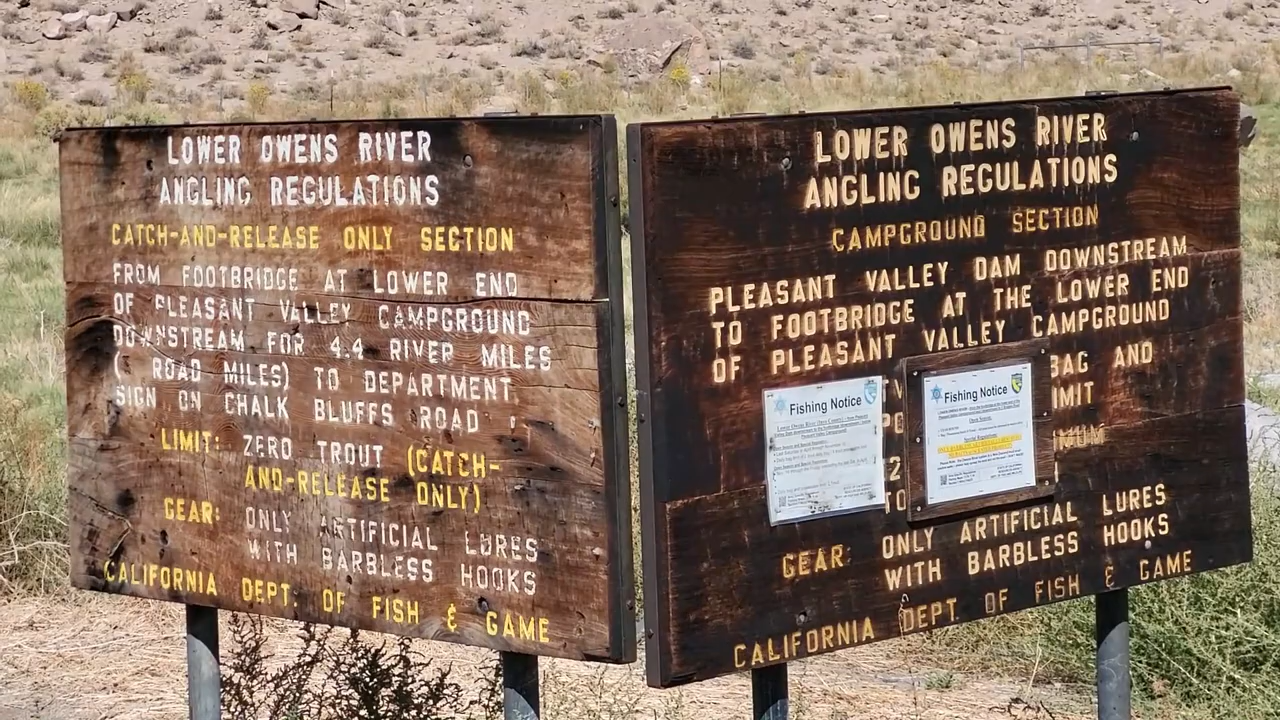 LOWER OWENS RIVER
ANGLING REGULATIONS
CATCH-AND-RELEASE ONLY SECTION
FROM FOOTBRIDGE AT LOWER END
OF PLEASANT VALLEY CAMPGROUND
DOWNSTREAM FOR 4.4 RIVER MILES
( ROAD MILES) TO DEPARTMENT
SIGN ON CHALK BLUFFS ROAD
LIMIT: ZERO TROUT (CATCH-
AND-RELEASE ONLY)
GEAR: ONLY ARTIFICIAL LURES
WITH BARBLESS HOOKS
CALIFORNIA DEPT. OF FISH & GAME
LOWER OWENS RIVER
ANGLING REGULATIONS
CAMPGROUND SECTION
PLEASANT VALLEY DAM DOWNSTREAM
TO FOOTBRIDGE AT THE LOWER END
OF PLEASANT VALLEY CAMPGROUND
BAG AND
IMIT
MUM
Fishing Notice
Fishing Notice
GEAR: ONLY ARTIFICIAL LURES
WITH BARBLESS HOOKS
CALIFORNIA DEPT. OF FISH & GAME